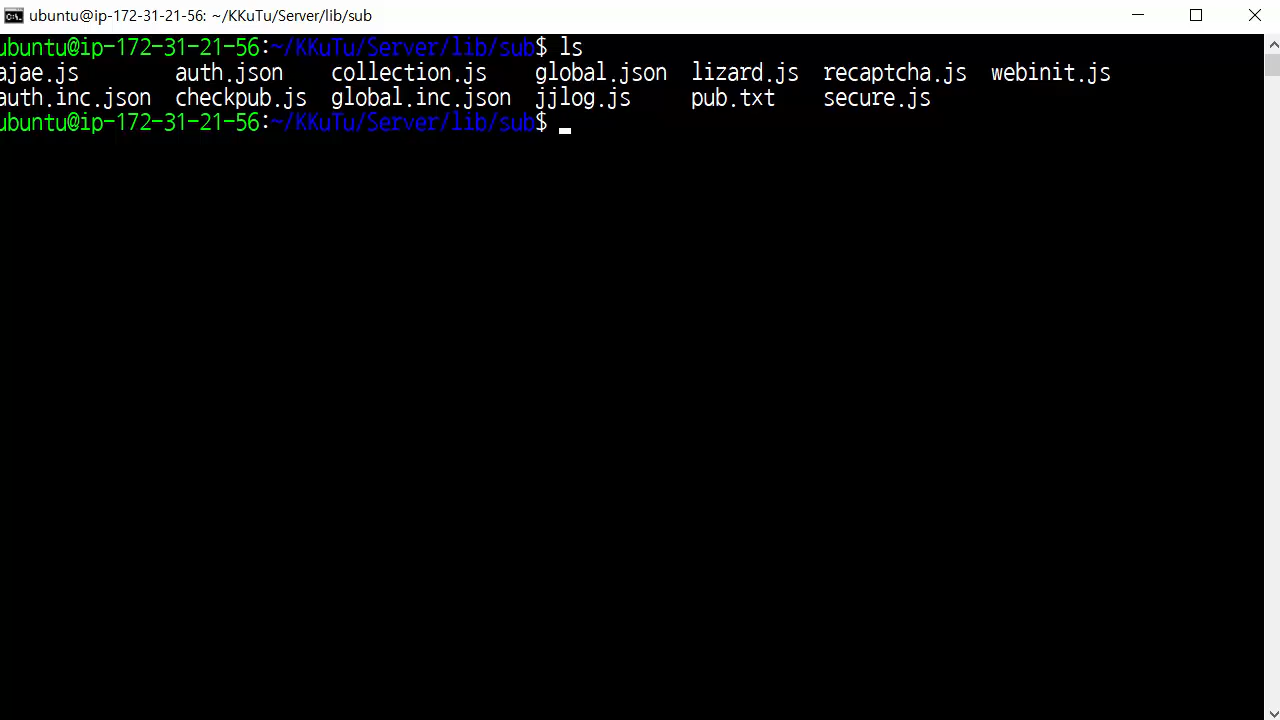 ubuntu@ip-172-31-21-56: ~/KKuTu/Server/lib/sub
ubuntu@ip-172-31-21-56:~/KKuTu/Server/lib/sub$ ls
ajae.js auth.json collection.js global.json lizard.js recaptcha.js webinit.js
auth.inc.json checkpub.js global.inc.json jjlog.js pub.txt secure.js
ubuntu@ip-172-31-21-56:~/KKuTu/Server/lib/sub$